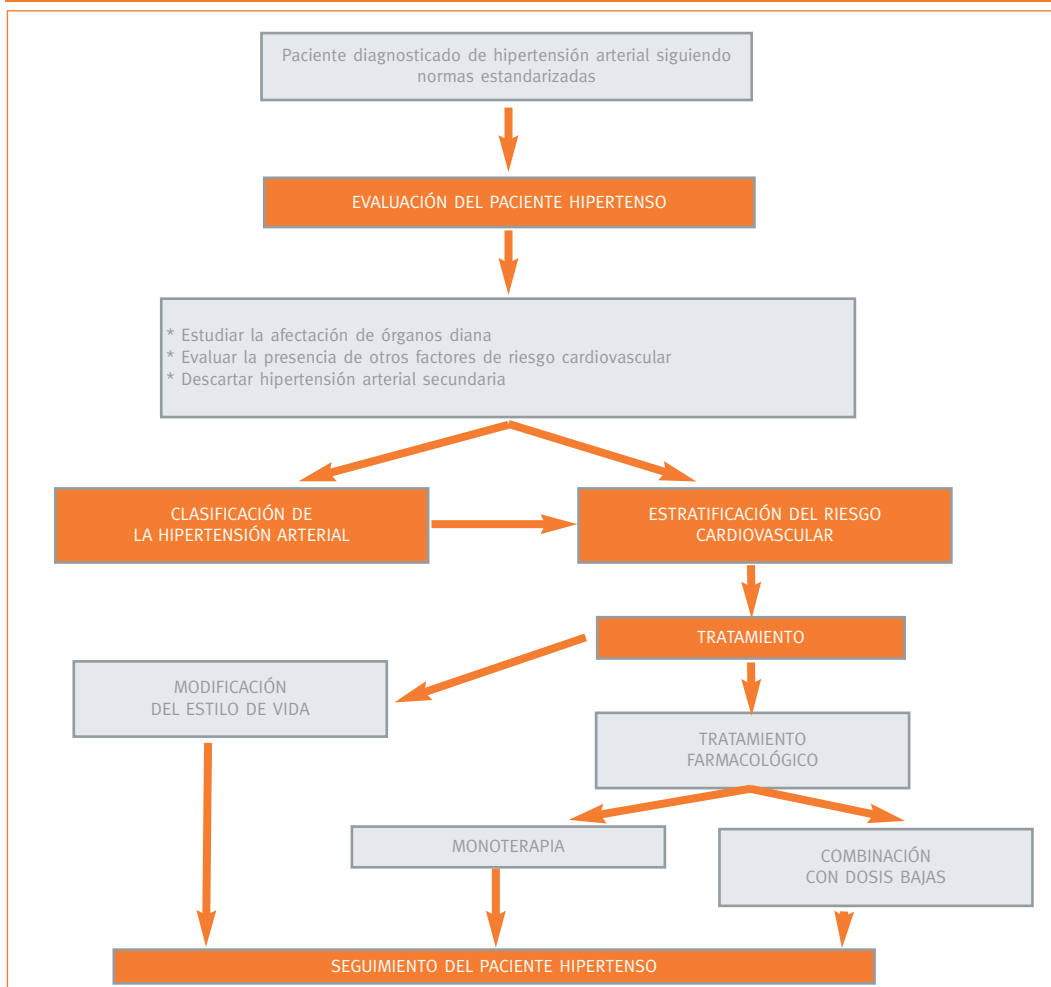 Paciente diagnosticado de hipertensión arterial siguiendo
normas estandarizadas
EVALUACIÓN DEL PACIENTE HIPERTENSO
* Estudiar la afectación de órganos diana
* Evaluar la presencia de otros factores de riesgo cardiovascular
* Descartar hipertensión arterial secundaria
CLASIFICACIÓN DE
LA HIPERTENSIÓN ARTERIAL
ESTRATIFICACIÓN DEL RIESGO
CARDIOVASCULAR
TRATAMIENTO
MODIFICACIÓN
DEL ESTILO DE VIDA
TRATAMIENTO
FARMACOLÓGICO
MONOTERAPIA
COMBINACIÓN
CON DOSIS BAJAS
SEGUIMIENTO DEL PACIENTE HIPERTENSO